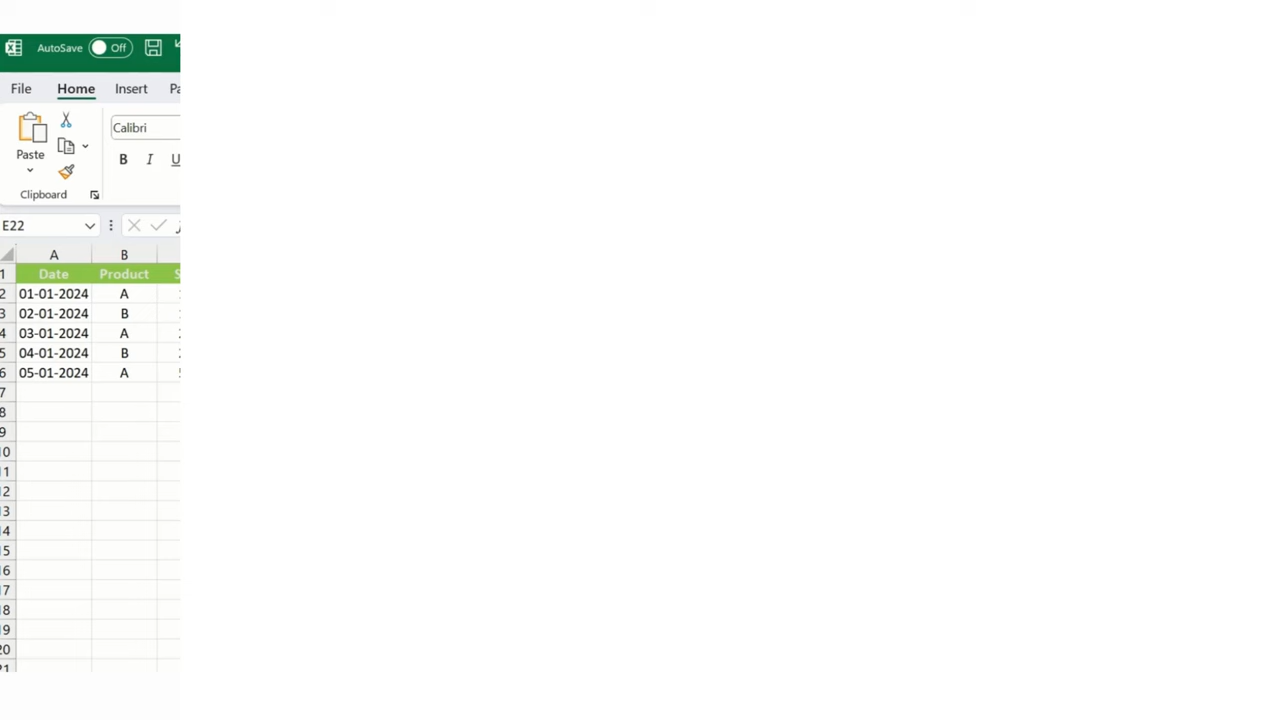 AutoSave Off
File Home Insert
Calibri
Paste
B I U
Clipboard
E22
A B
1 Date Product
2 01-01-2024 A
3 02-01-2024 B
4 03-01-2024 A
5 04-01-2024 B
6 05-01-2024 A
7
8
9
10
11
12
13
14
15
16
17
18
19
20
21